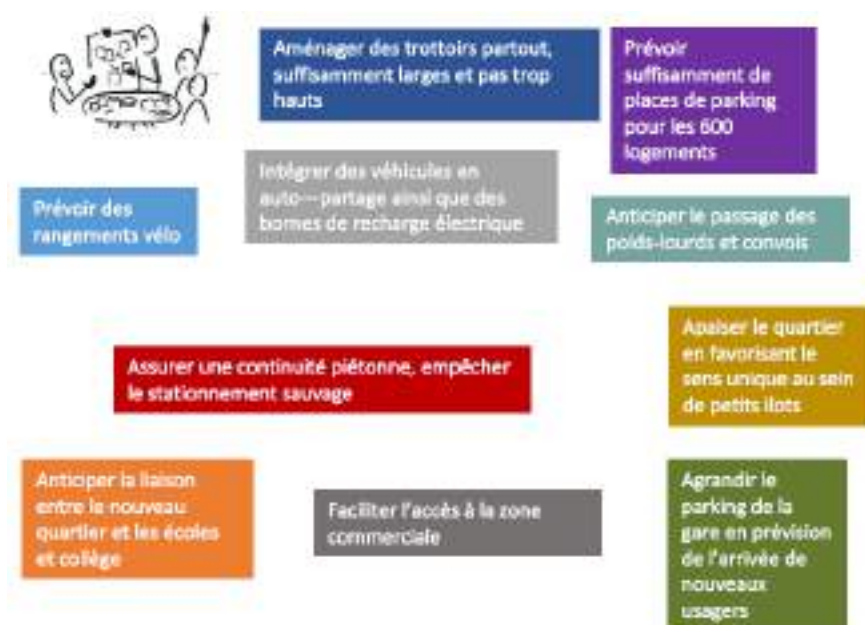 Aménager des trottoirs partout,
suffisamment larges et pas trop
hauts
Prévoir
suffisamment de
places de parking
pour les 600
logements
Prévoir des
rangements vélo
Intégrer des véhicules en
auto—partage ainsi que des
bornes de recharge électrique
Anticiper le passage des
poids-lourds et convois
Assurer une continuité piétonne, empêcher
le stationnement sauvage
Apaiser le quartier
en favorisant le
sens unique au sein
de petits ilots
Anticiper la liaison
entre le nouveau
quartier et les écoles
et collège
Faciliter l'accès à la zone
commerciale
Agrandir le
parking de la
gare en prévision
de l'arrivée de
nouveaux
usagers